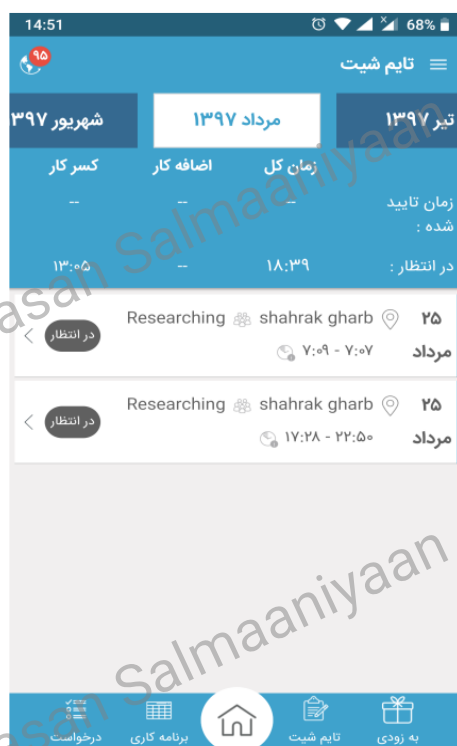 14:51 68%
تایم شیت ۹۵
تیر ۱۳۹۷ مرداد ۱۳۹۷ شهریور ۱۳۹۷
زمان کل اضافه کار کسر کار
زمان تایید شده : -- -- --
در انتظار : ۱۸:۳۹ -- ۱۳:۰۵
۲۵ مرداد shahrak gharb Researching
۷:۰۷ - ۷:۰۹
در انتظار
۲۵ مرداد shahrak gharb Researching
۱۷:۲۸ - ۲۲:۵۰
در انتظار
به زودی تایم شیت برنامه کاری درخواست
asan Salmaaniyaan
asan Salmaaniyaan